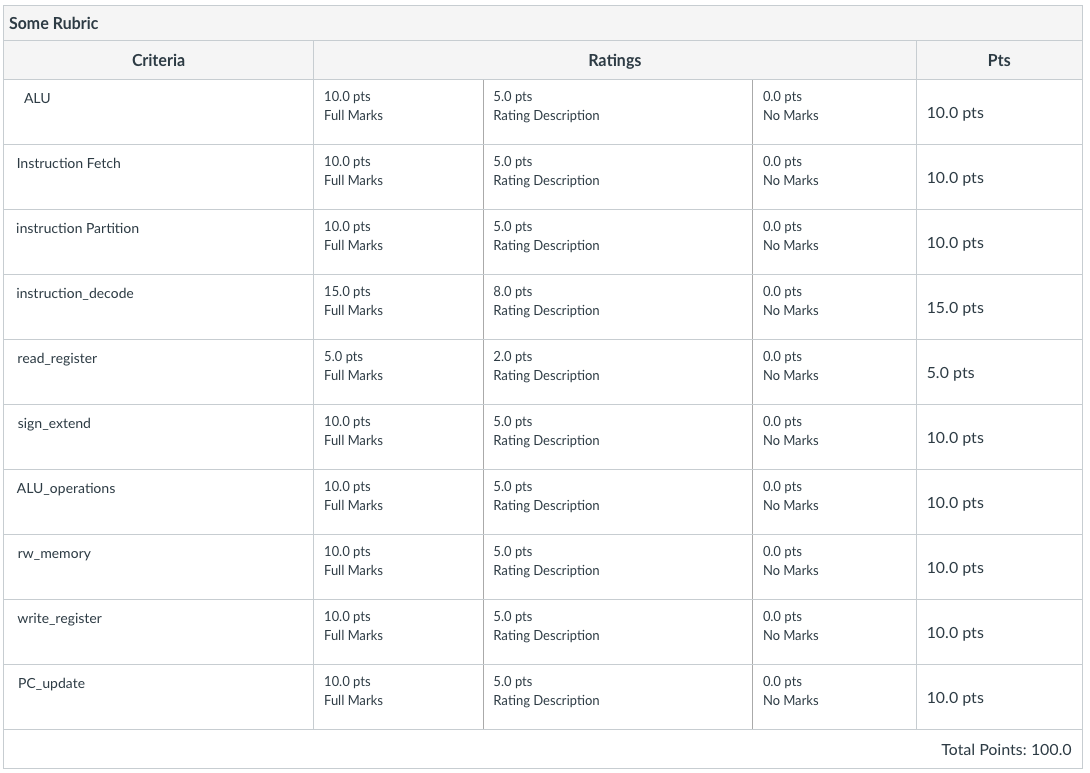 Some Rubric
Criteria Ratings Pts
ALU
10.0 pts
Full Marks
5.0 pts
Rating Description
0.0 pts
No Marks
10.0 pts
Instruction Fetch
10.0 pts
Full Marks
5.0 pts
Rating Description
0.0 pts
No Marks
10.0 pts
instruction Partition
10.0 pts
Full Marks
5.0 pts
Rating Description
0.0 pts
No Marks
10.0 pts
instruction_decode
15.0 pts
Full Marks
8.0 pts
Rating Description
0.0 pts
No Marks
15.0 pts
read_register
5.0 pts
Full Marks
2.0 pts
Rating Description
0.0 pts
No Marks
5.0 pts
sign_extend
10.0 pts
Full Marks
5.0 pts
Rating Description
0.0 pts
No Marks
10.0 pts
ALU_operations
10.0 pts
Full Marks
5.0 pts
Rating Description
0.0 pts
No Marks
10.0 pts
rw_memory
10.0 pts
Full Marks
5.0 pts
Rating Description
0.0 pts
No Marks
10.0 pts
write_register
10.0 pts
Full Marks
5.0 pts
Rating Description
0.0 pts
No Marks
10.0 pts
PC_update
10.0 pts
Full Marks
5.0 pts
Rating Description
0.0 pts
No Marks
10.0 pts
Total Points: 100.0